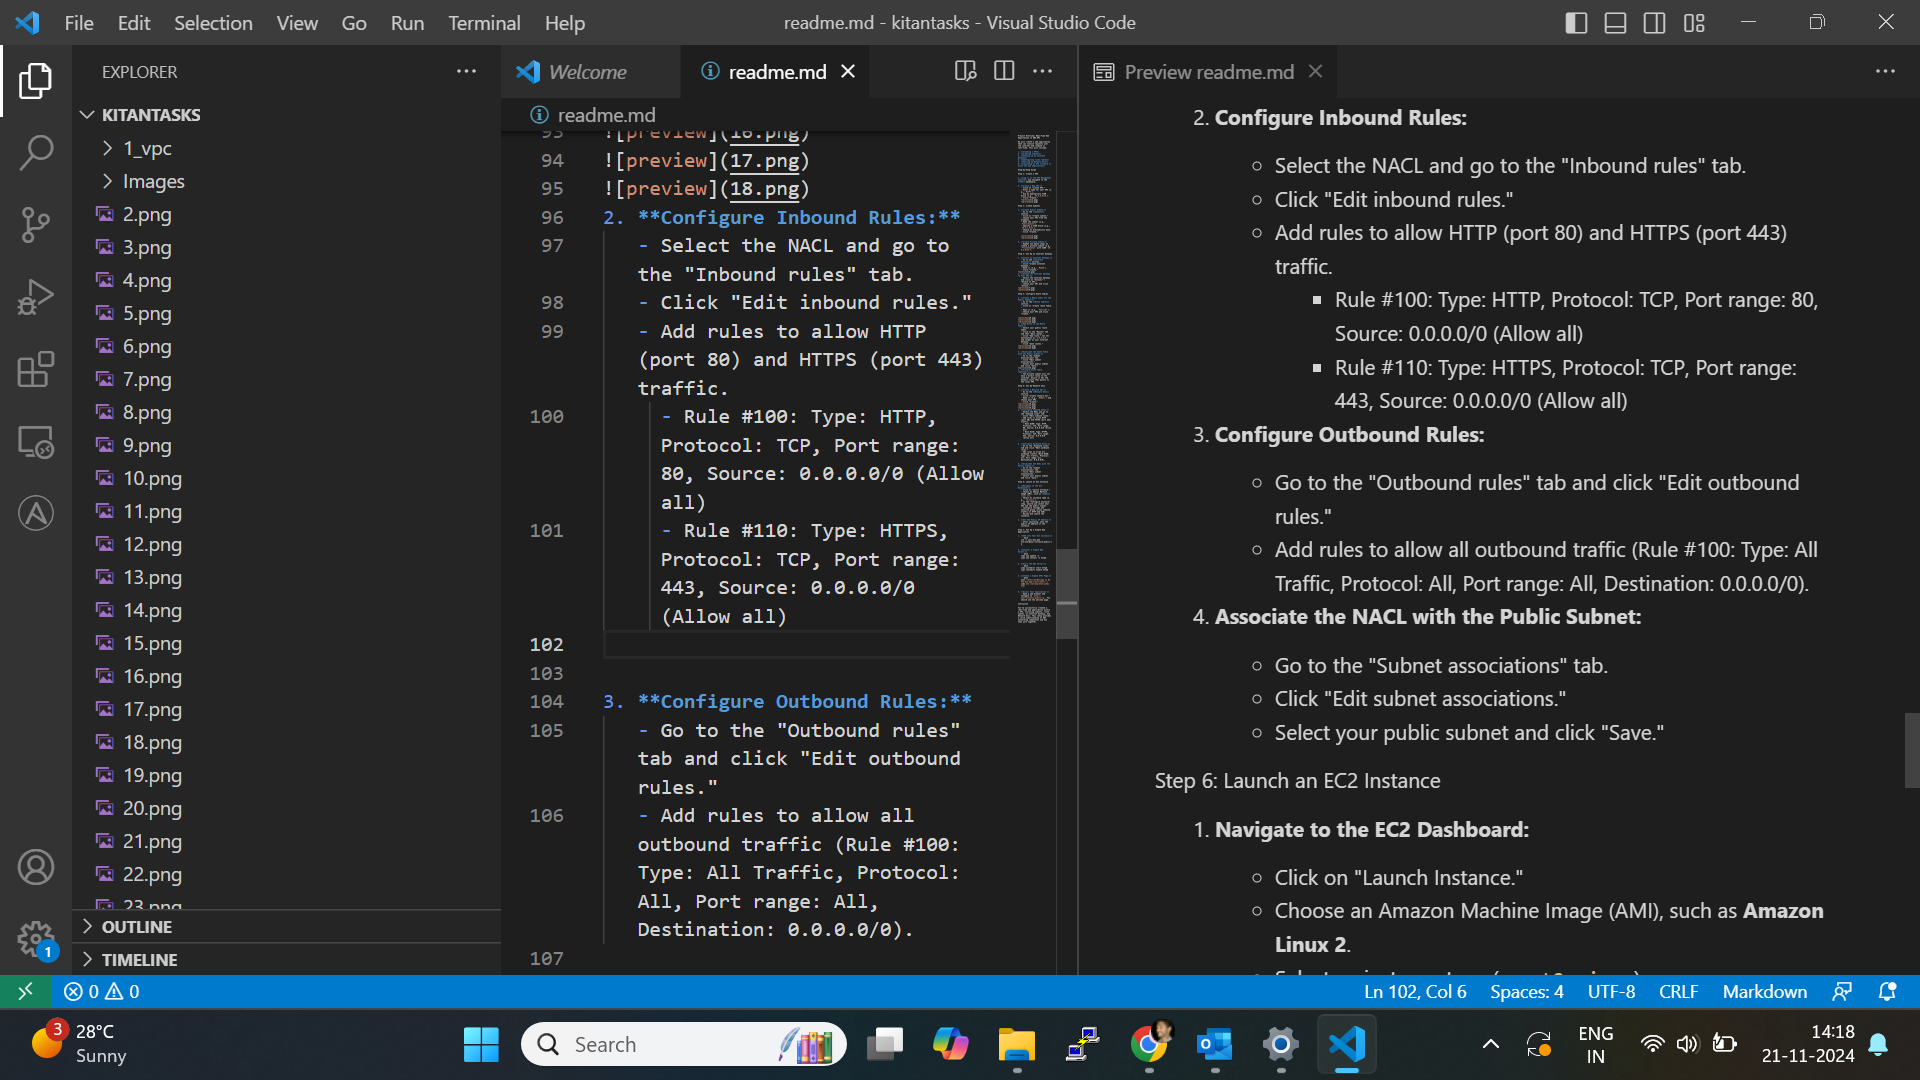 File Edit Selection View Go Run Terminal Help
readme.md - kitantasks - Visual Studio Code
EXPLORER
KITANTASKS
1_vpc
Images
2.png
3.png
4.png
5.png
6.png
7.png
8.png
9.png
10.png
11.png
12.png
13.png
14.png
15.png
16.png
17.png
18.png
19.png
20.png
21.png
22.png
23.png
OUTLINE
TIMELINE
Welcome
readme.md
readme.md
93 ![preview](16.png)
94 ![preview](17.png)
95 ![preview](18.png)
96 2. **Configure Inbound Rules:**
97 - Select the NACL and go to
the "Inbound rules" tab.
98 - Click "Edit inbound rules."
99 - Add rules to allow HTTP
(port 80) and HTTPS (port 443)
traffic.
100 - Rule #100: Type: HTTP,
Protocol: TCP, Port range:
80, Source: 0.0.0.0/0 (Allow
all)
101 - Rule #110: Type: HTTPS,
Protocol: TCP, Port range:
443, Source: 0.0.0.0/0
(Allow all)
102
103
104 3. **Configure Outbound Rules:**
105 - Go to the "Outbound rules"
tab and click "Edit outbound
rules."
106 - Add rules to allow all
outbound traffic (Rule #100:
Type: All Traffic, Protocol:
All, Port range: All,
Destination: 0.0.0.0/0).
107
Preview readme.md
2. Configure Inbound Rules:
Select the NACL and go to the "Inbound rules" tab.
Click "Edit inbound rules."
Add rules to allow HTTP (port 80) and HTTPS (port 443)
traffic.
Rule #100: Type: HTTP, Protocol: TCP, Port range: 80,
Source: 0.0.0.0/0 (Allow all)
Rule #110: Type: HTTPS, Protocol: TCP, Port range:
443, Source: 0.0.0.0/0 (Allow all)
3. Configure Outbound Rules:
Go to the "Outbound rules" tab and click "Edit outbound
rules."
Add rules to allow all outbound traffic (Rule #100: Type: All
Traffic, Protocol: All, Port range: All, Destination: 0.0.0.0/0).
4. Associate the NACL with the Public Subnet:
Go to the "Subnet associations" tab.
Click "Edit subnet associations."
Select your public subnet and click "Save."
Step 6: Launch an EC2 Instance
1. Navigate to the EC2 Dashboard:
Click on "Launch Instance."
Choose an Amazon Machine Image (AMI), such as Amazon
Linux 2.
1
0 0
Ln 102, Col 6 Spaces: 4 UTF-8 CRLF Markdown
3
28°C
Sunny
Search
ENG
IN
14:18
21-11-2024